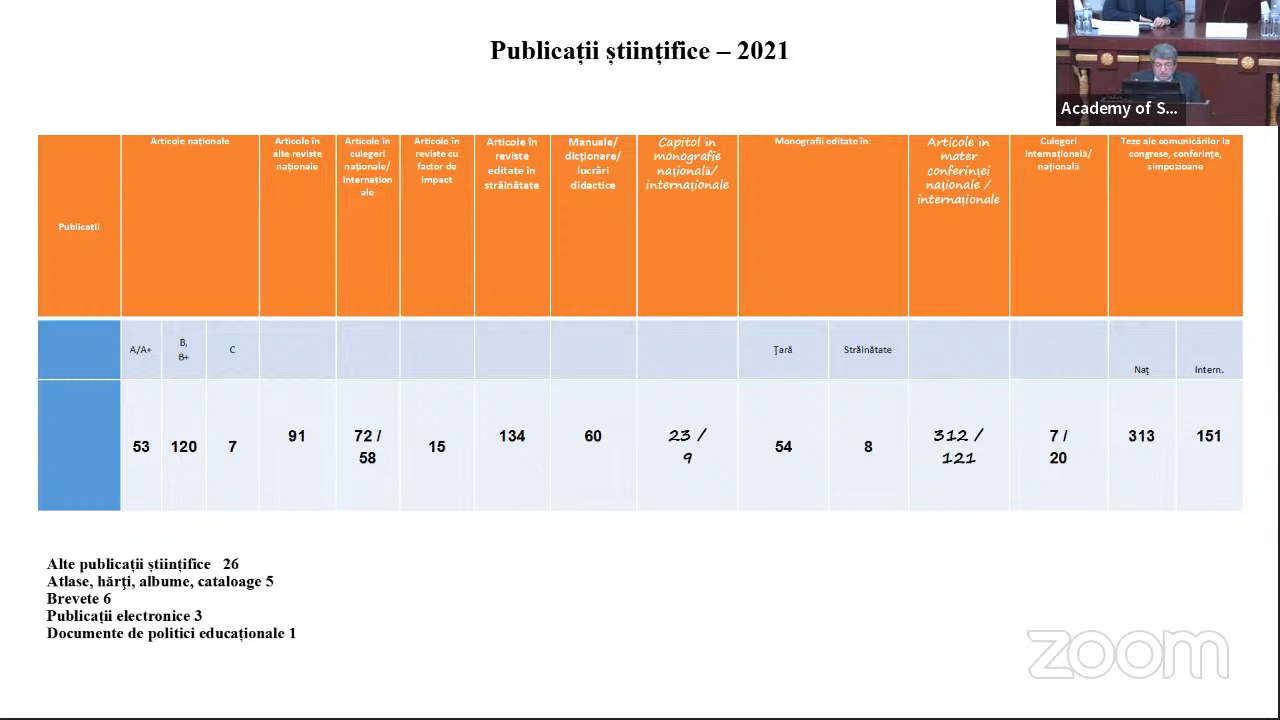 Publicații științifice – 2021
Academy of S...
Publicații
Articole naționale
Articole în
alte reviste
naționale
Articole în
culegeri
naționale/
internațion
ale
Articole în
reviste cu
factor de
impact
Articole în
reviste
editate în
străinătate
Manuale/
dicționare/
lucrări
didactice
Capitol în
monografie
națională/
internaționale
Monografii editate în:
Articole în
mater
conferinței
naționale /
internaționale
Culegeri
internațională/
națională
Teze ale comunicărilor la
congrese, conferințe,
simpozioane
A/A+
B,
B+
C
Țară
Străinătate
Naț
Intern.
53
120
7
91
72 /
58
15
134
60
23 /
9
54
8
312 /
121
7 /
20
313
151
Alte publicații științifice 26
Atlase, hărți, albume, cataloage 5
Brevete 6
Publicații electronice 3
Documente de politici educaționale 1
zoom